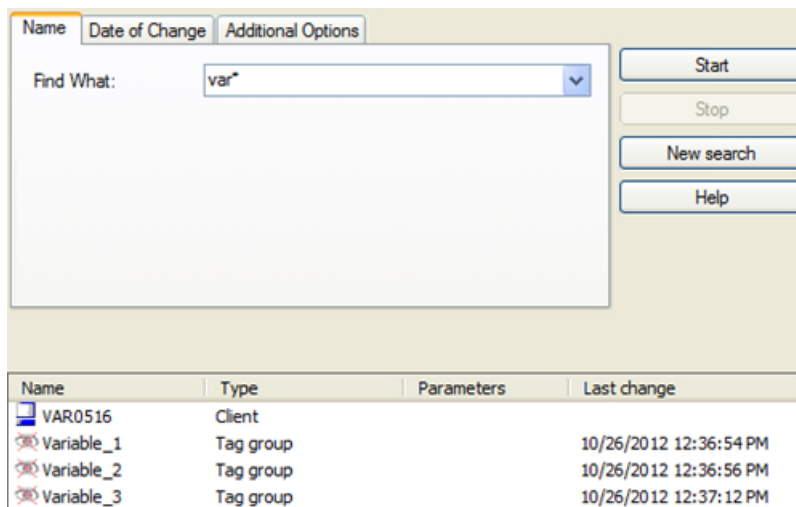 Name Date of Change Additional Options
Find What: var*
Start
Stop
New search
Help
Name Type Parameters Last change
VAR0516 Client
Variable_1 Tag group 10/26/2012 12:36:54 PM
Variable_2 Tag group 10/26/2012 12:36:56 PM
Variable_3 Tag group 10/26/2012 12:37:12 PM